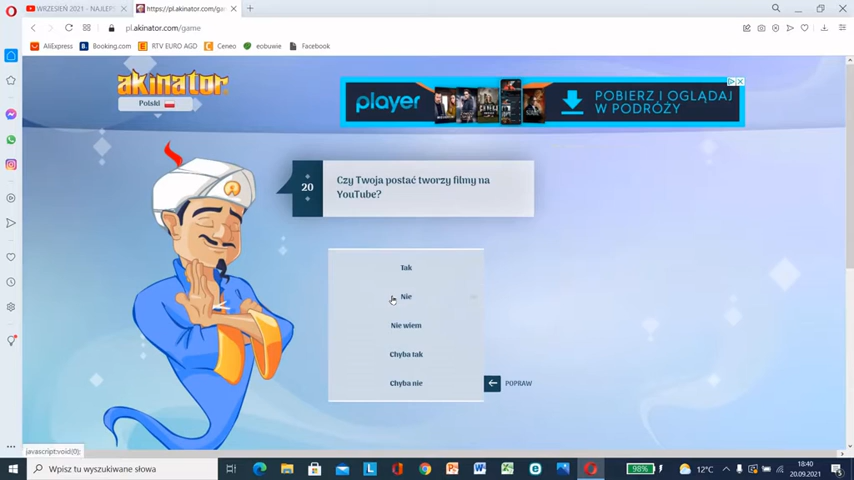 WRZESIEŃ 2021 - NAJLEP
https://pl.akinator.com/gam
pl.akinator.com/game
AliExpress
Booking.com
RTV EURO AGD
Ceneo
eobuwie
Facebook
akinator
Polski
player
POBIERZ I OGLĄDAJ
W PODRÓŻY
20
Czy Twoja postać tworzy filmy na
YouTube?
Tak
Nie
Nie wiem
Chyba tak
Chyba nie
POPRAW
javascript:void(0);
Wpisz tu wyszukiwane słowa
98%
12°C
18:40
20.09.2021